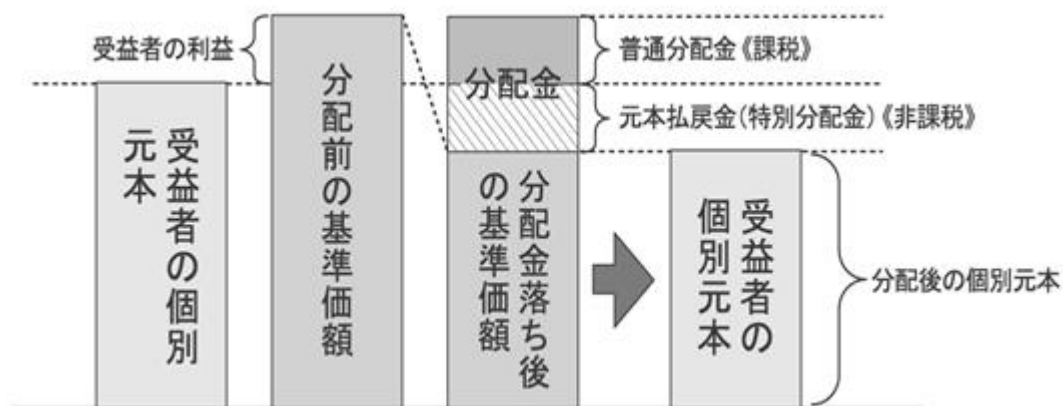 受益者の利益
受益者の個別
元本
分配前の基準価額
分配金
分配金落ち後
の基準価額
普通分配金《課税》
元本払戻金(特別分配金)《非課税》
受益者の
個別元本
分配後の個別元本